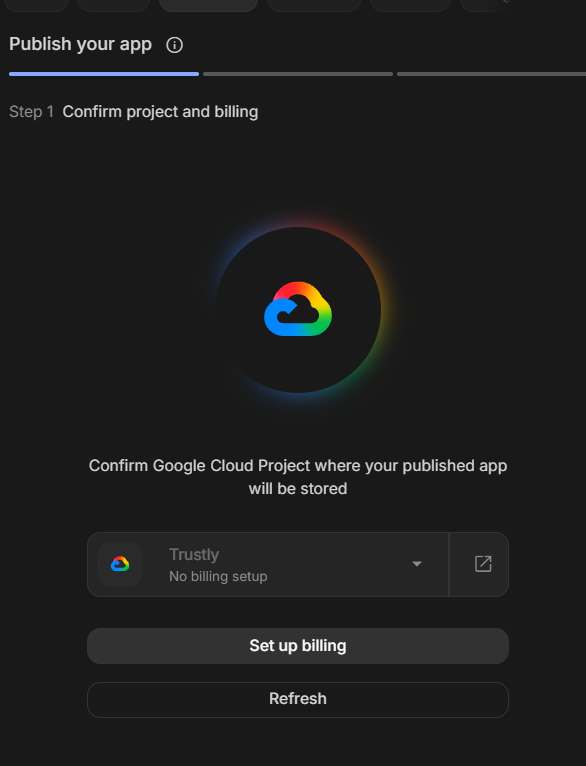 Publish your app
Step 1 Confirm project and billing
Confirm Google Cloud Project where your published app
will be stored
Trustly
No billing setup
Set up billing
Refresh